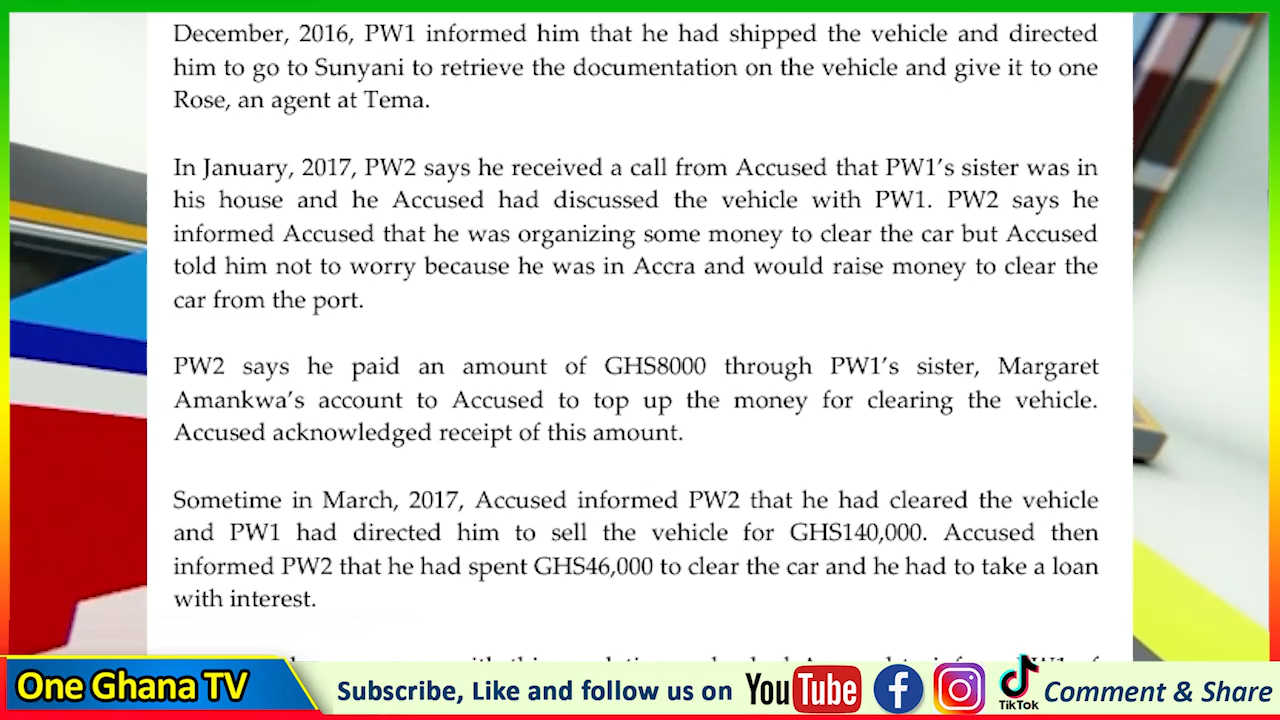 December, 2016, PW1 informed him that he had shipped the vehicle and directed
him to go to Sunyani to retrieve the documentation on the vehicle and give it to one
Rose, an agent at Tema.
In January, 2017, PW2 says he received a call from Accused that PW1's sister was in
his house and he Accused had discussed the vehicle with PW1. PW2 says he
informed Accused that he was organizing some money to clear the car but Accused
told him not to worry because he was in Accra and would raise money to clear the
car from the port.
PW2 says he paid an amount of GHS8000 through PW1's sister, Margaret
Amankwa's account to Accused to top up the money for clearing the vehicle.
Accused acknowledged receipt of this amount.
Sometime in March, 2017, Accused informed PW2 that he had cleared the vehicle
and PW1 had directed him to sell the vehicle for GHS140,000. Accused then
informed PW2 that he had spent GHS46,000 to clear the car and he had to take a loan
with interest.
One Ghana TV
Subscribe, Like and follow us on YouTube TikTok Comment & Share